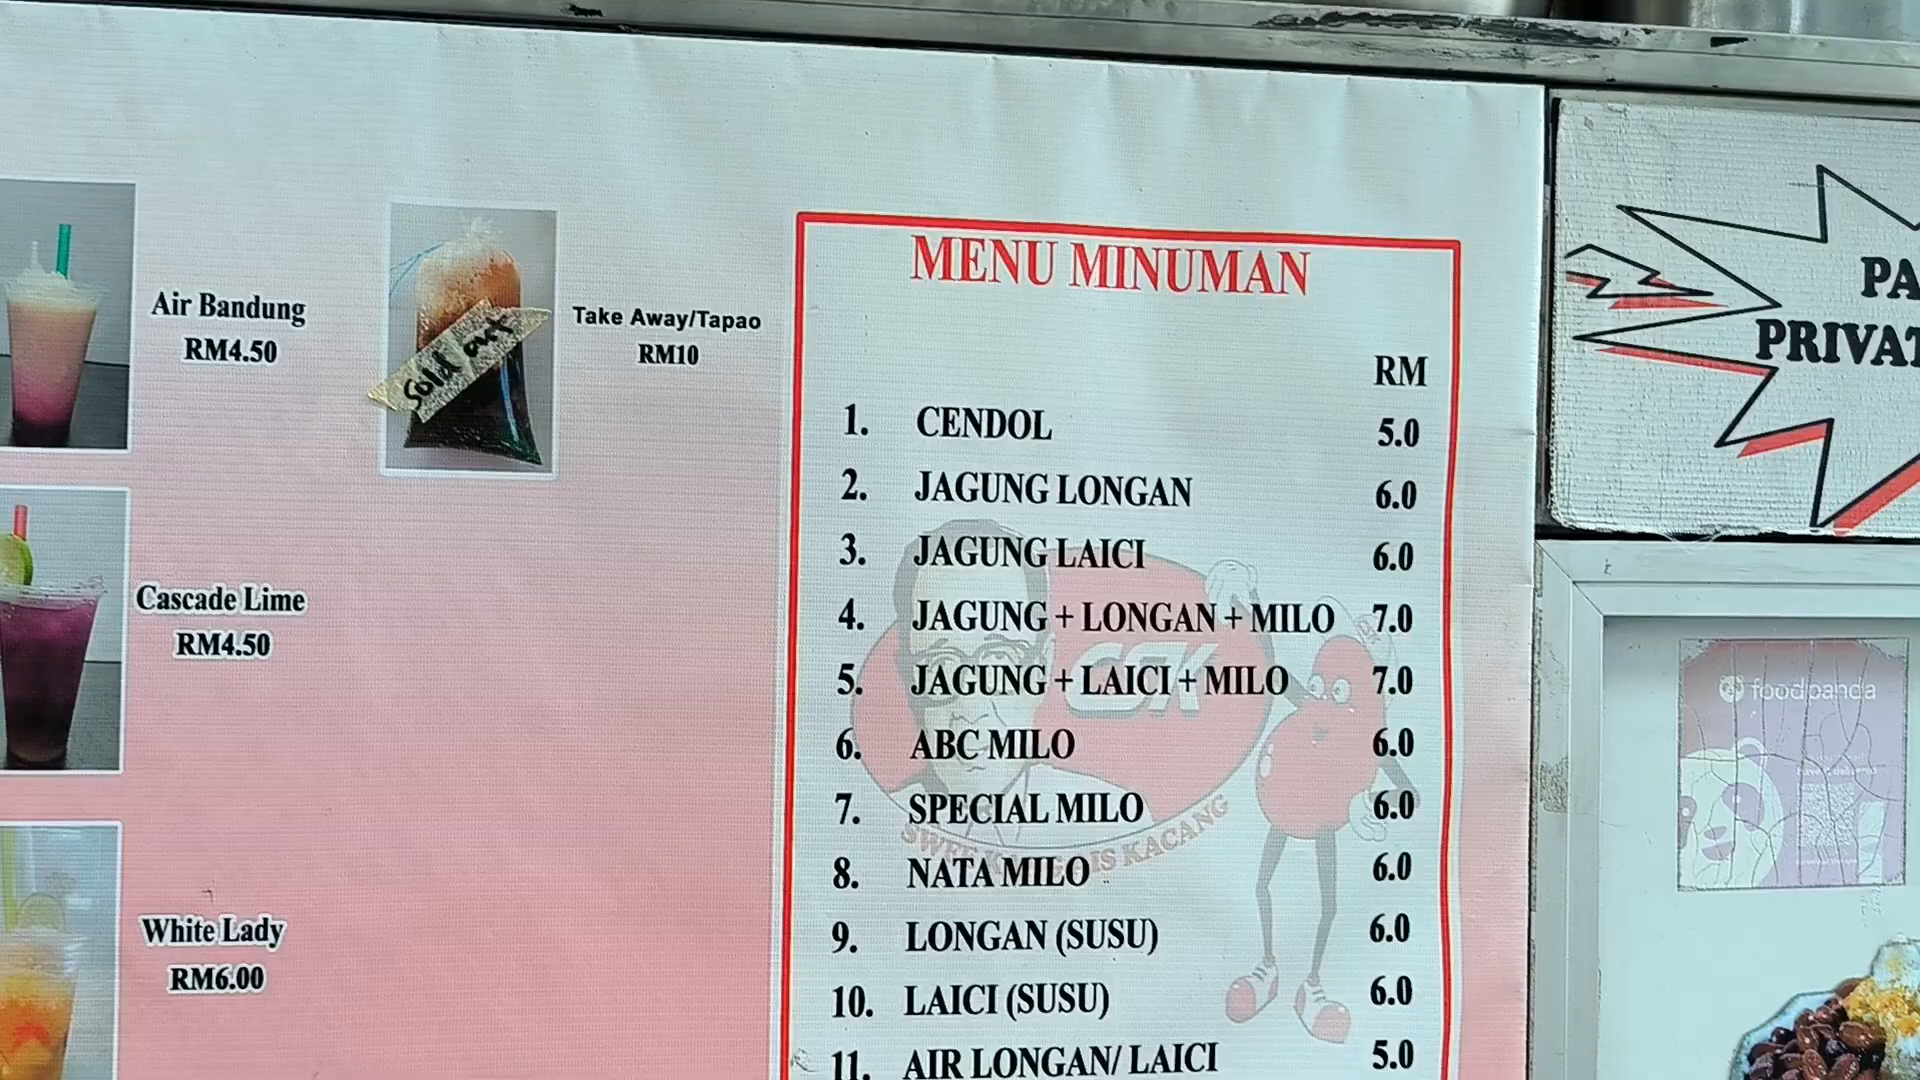 Air Bandung
RM4.50
Sold out
Take Away/Tapao
RM10
Cascade Lime
RM4.50
White Lady
RM6.00
MENU MINUMAN
RM
1. CENDOL 5.0
2. JAGUNG LONGAN 6.0
3. JAGUNG LAICI 6.0
4. JAGUNG + LONGAN + MILO 7.0
5. JAGUNG + LAICI + MILO 7.0
6. ABC MILO 6.0
7. SPECIAL MILO 6.0
8. NATA MILO 6.0
9. LONGAN (SUSU) 6.0
10. LAICI (SUSU) 6.0
11. AIR LONGAN/ LAICI 5.0
CSK
IS KACANG
PA
PRIVAT
foodpanda